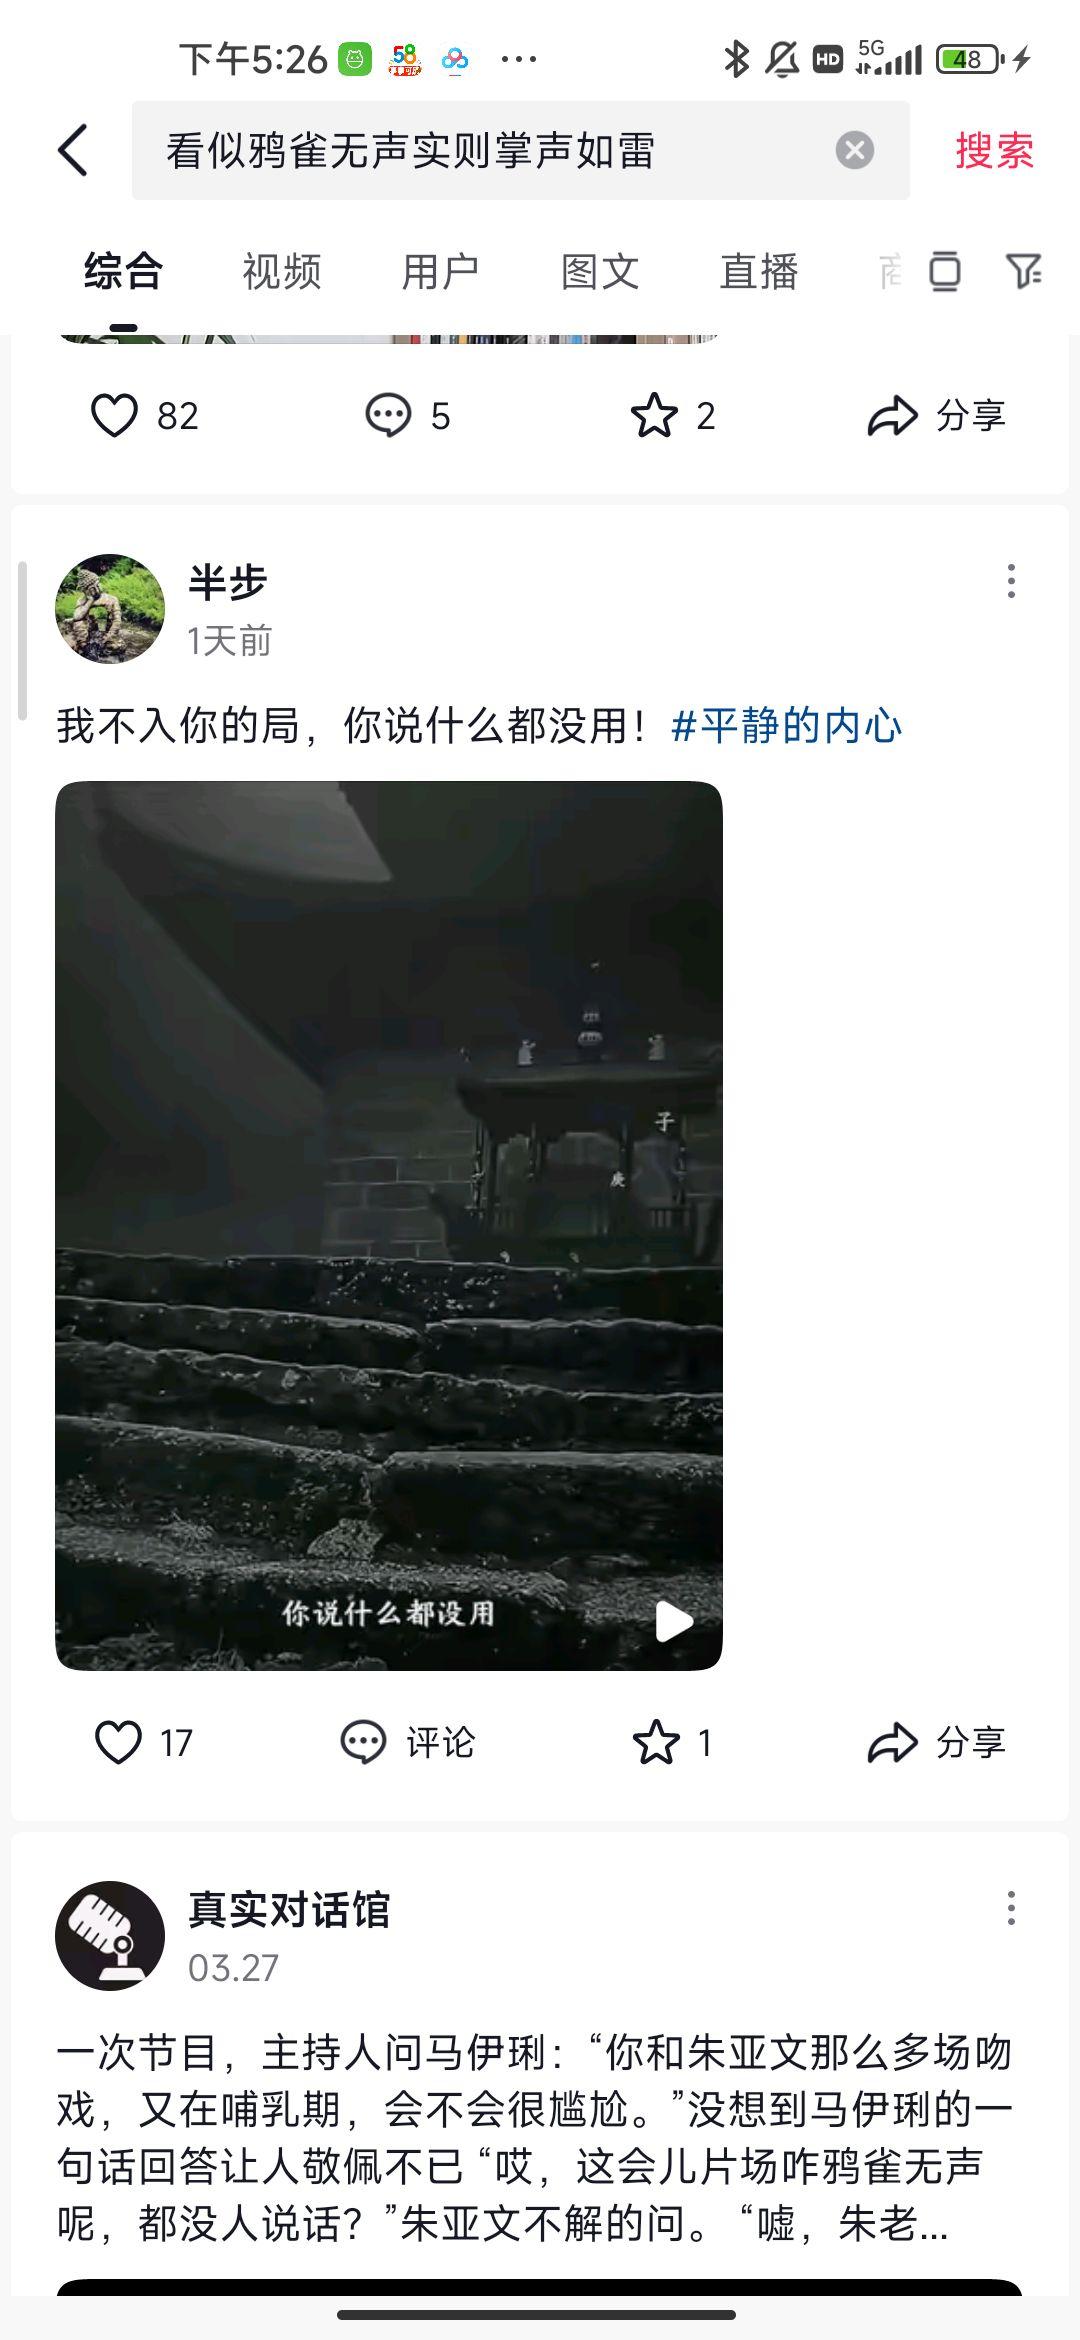 下午5:26
58
HD
5G
48
看似鸦雀无声实则掌声如雷
搜索
综合
视频
用户
图文
直播
82
5
2
分享
半步
1天前
我不入你的局，你说什么都没用！#平静的内心
子
庚
你说什么都没用
17
评论
1
分享
真实对话馆
03.27
一次节目，主持人问马伊琍：“你和朱亚文那么多场吻
戏，又在哺乳期，会不会很尴尬。”没想到马伊琍的一
句话回答让人敬佩不已 “哎，这会儿片场咋鸦雀无声
呢，都没人说话？”朱亚文不解的问。 “嘘，朱老...